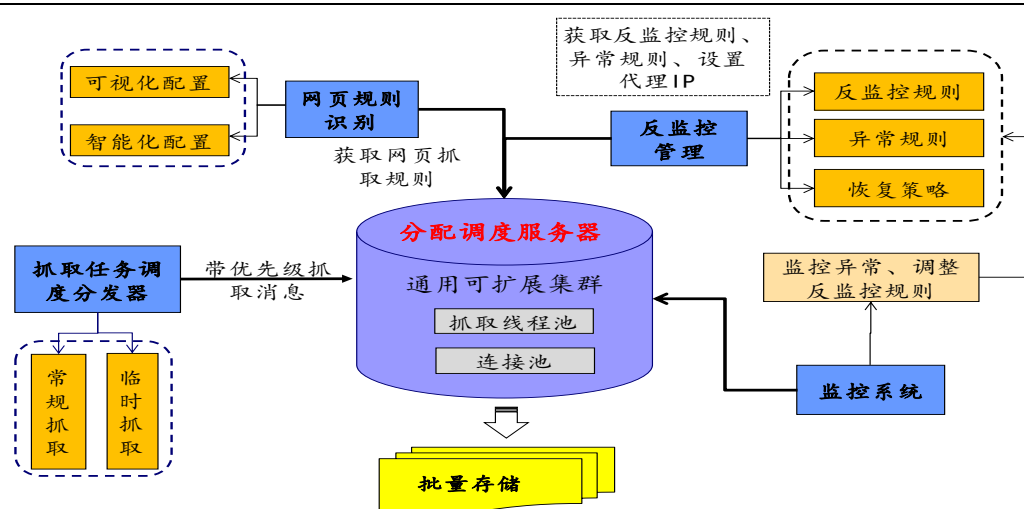 获取反监控规则、
异常规则、设置
代理IP
可视化配置
智能化配置
网页规则
识别
获取网页抓
取规则
反监控
管理
反监控规则
异常规则
恢复策略
分配调度服务器
通用可扩展集群
抓取线程池
连接池
抓取任务调
度分发器
带优先级抓
取消息
常规抓取
临时抓取
监控异常、调整
反监控规则
监控系统
批量存储